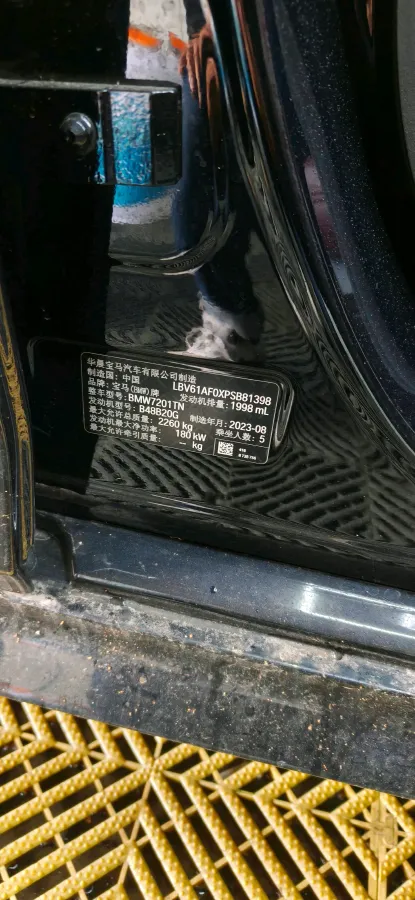 华晨宝马汽车有限公司制造
制造国：中国 LBV61AF0XPSB81398
品牌：宝马(BMW)牌 发动机排量：1998 mL
整车型号：BMW7201TN
发动机型号：B48B20G 制造年月：2023-08
最大允许总质量：2260 kg 乘坐人数：5
发动机最大净功率：180 kW
最大允许牵引质量：-- kg